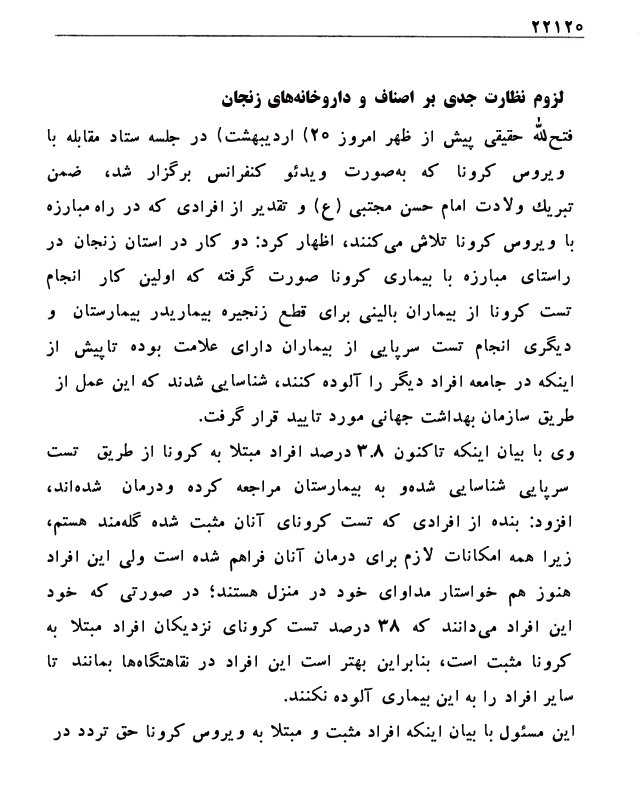 ۲۲۱۲۰
لزوم نظارت جدی بر اصناف و داروخانه‌های زنجان
فتح‌الله حقیقی پیش از ظهر امروز ۲۰) اردیبهشت) در جلسه ستاد مقابله با
ویروس کرونا که به‌صورت ویدئو کنفرانس برگزار شد، ضمن
تبریک ولادت امام حسن مجتبی (ع) و تقدیر از افرادی که در راه مبارزه
با ویروس کرونا تلاش می‌کنند، اظهار کرد: دو کار در استان زنجان در
راستای مبارزه با بیماری کرونا صورت گرفته که اولین کار انجام
تست کرونا از بیماران بالینی برای قطع زنجیره بیماریدر بیمارستان و
دیگری انجام تست سرپایی از بیماران دارای علامت بوده تاپیش از
اینکه در جامعه افراد دیگر را آلوده کنند، شناسایی شدند که این عمل از
طریق سازمان بهداشت جهانی مورد تایید قرار گرفت.
وی با بیان اینکه تاکنون ۳.۸ درصد افراد مبتلا به کرونا از طریق تست
سرپایی شناسایی شدهو به بیمارستان مراجعه کرده ودرمان شده‌اند،
افزود: بنده از افرادی که تست کرونای آنان مثبت شده گله‌مند هستم،
زیرا همه امکانات لازم برای درمان آنان فراهم شده است ولی این افراد
هنوز هم خواستار مداوای خود در منزل هستند؛ در صورتی که خود
این افراد می‌دانند که ۳۸ درصد تست کرونای نزدیکان افراد مبتلا به
کرونا مثبت است، بنابراین بهتر است این افراد در نقاهتگاه‌ها بمانند تا
سایر افراد را به این بیماری آلوده نکنند.
این مسئول با بیان اینکه افراد مثبت و مبتلا به ویروس کرونا حق تردد در